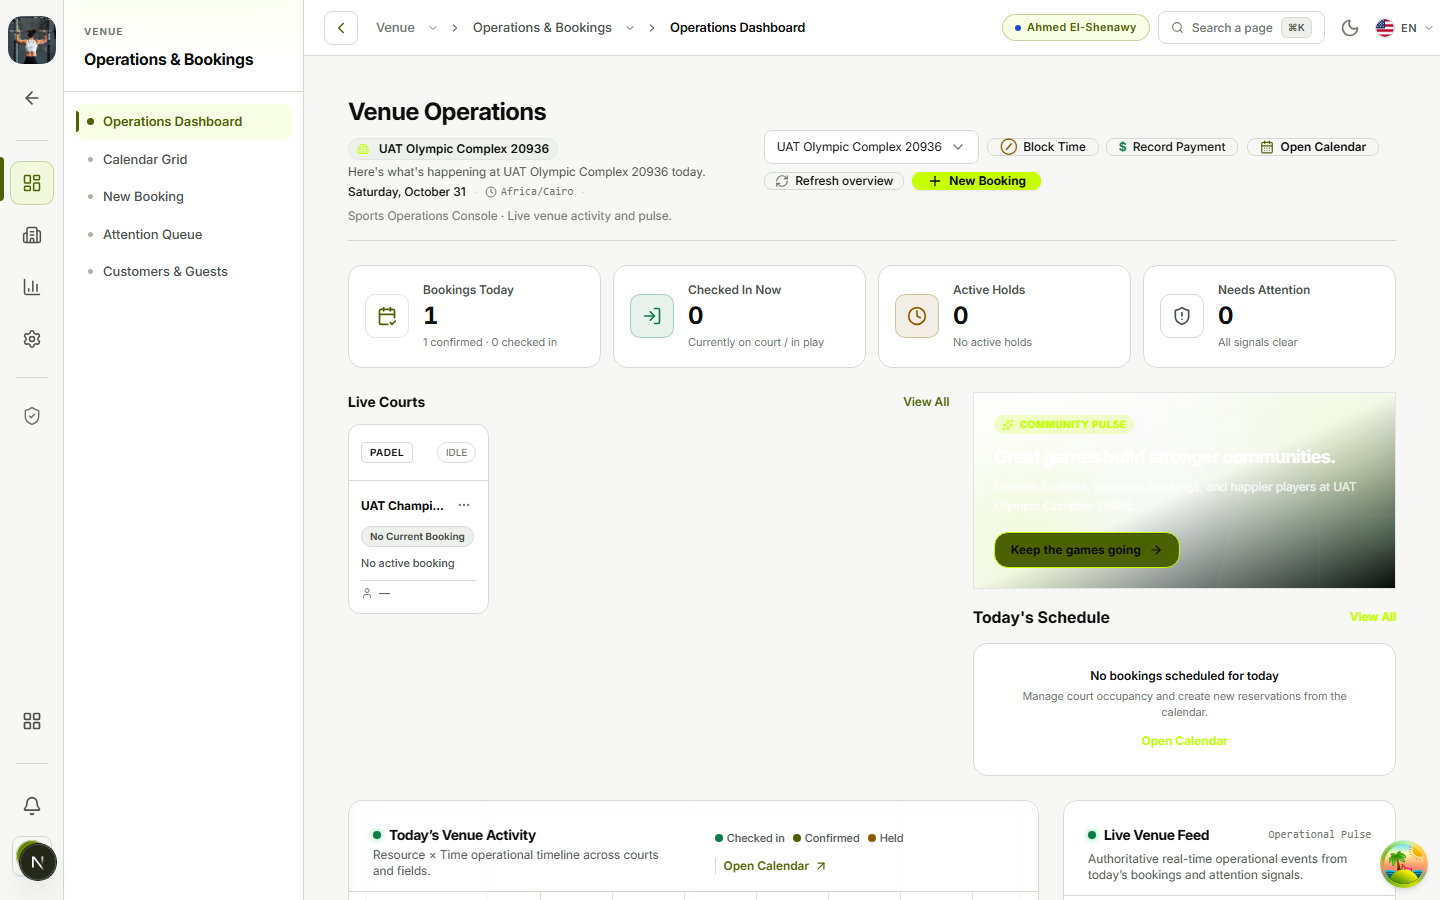 VENUE
Operations & Bookings
Operations Dashboard
Calendar Grid
New Booking
Attention Queue
Customers & Guests
N
Venue
Operations & Bookings
Operations Dashboard
Ahmed El-Shenawy
Search a page ⌘K
EN
Venue Operations
UAT Olympic Complex 20936
Here's what's happening at UAT Olympic Complex 20936 today.
Saturday, October 31 · Africa/Cairo ·
Sports Operations Console · Live venue activity and pulse.
UAT Olympic Complex 20936
Block Time
$ Record Payment
Open Calendar
Refresh overview
+ New Booking
Bookings Today
1
1 confirmed · 0 checked in
Checked In Now
0
Currently on court / in play
Active Holds
0
No active holds
Needs Attention
0
All signals clear
Live Courts
View All
PADEL
IDLE
UAT Champi... ···
No Current Booking
No active booking
—
COMMUNITY PULSE
Great games build stronger communities.
Modern facilities, seamless bookings, and happier players at UAT
Olympic Complex 20936.
Keep the games going →
Today's Schedule
View All
No bookings scheduled for today
Manage court occupancy and create new reservations from the
calendar.
Open Calendar
Today’s Venue Activity
Resource × Time operational timeline across courts
and fields.
Checked in Confirmed Held
Open Calendar
Live Venue Feed
Operational Pulse
Authoritative real-time operational events from
today’s bookings and attention signals.